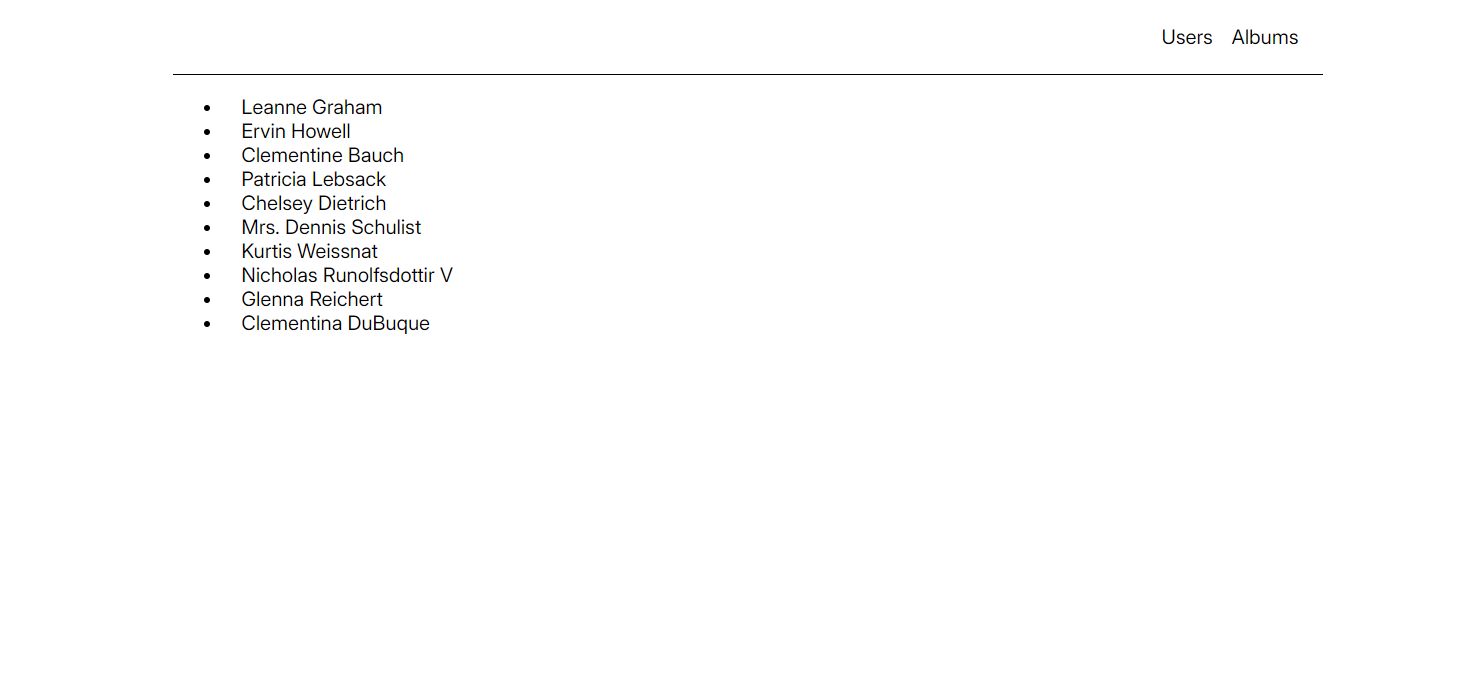 Users Albums
Leanne Graham
Ervin Howell
Clementine Bauch
Patricia Lebsack
Chelsey Dietrich
Mrs. Dennis Schulist
Kurtis Weissnat
Nicholas Runolfsdottir V
Glenna Reichert
Clementina DuBuque